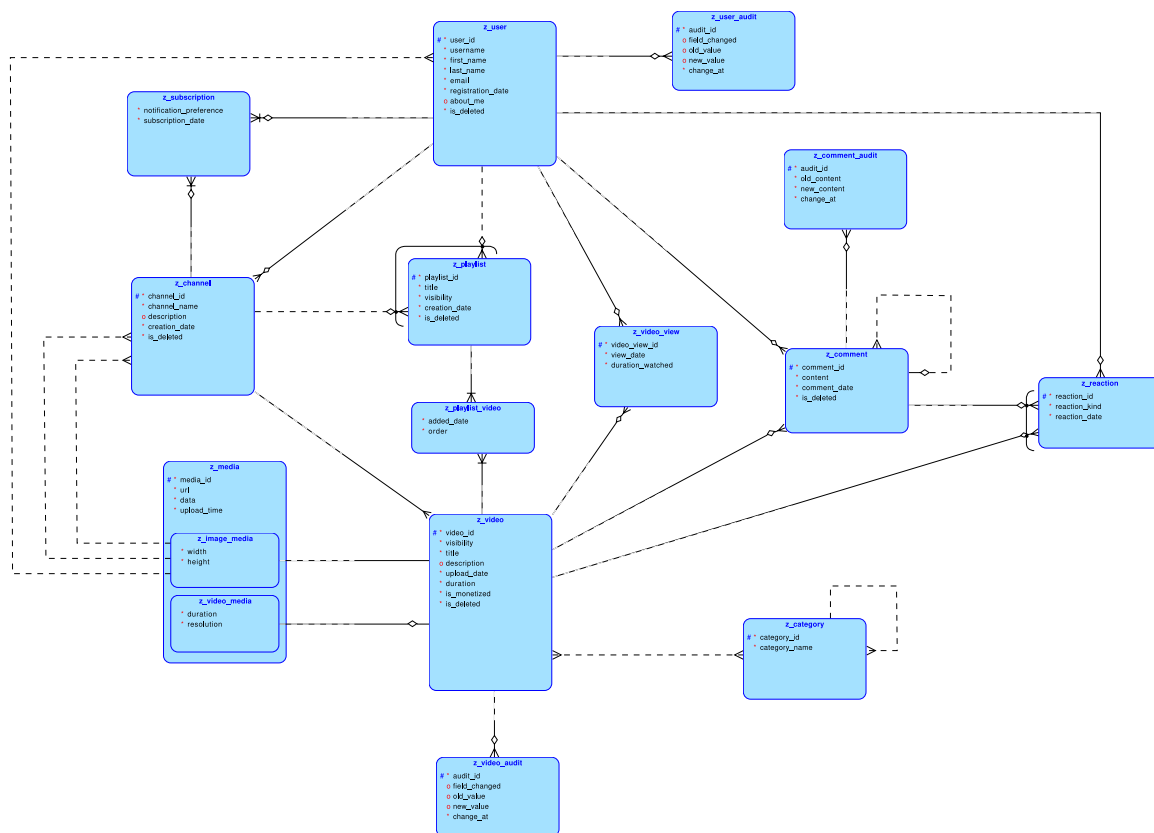 z_user
# * user_id
* username
* first_name
* last_name
* email
* registration_date
o about_me
* is_deleted
z_user_audit
# * audit_id
o field_changed
o old_value
o new_value
* change_at
z_subscription
* notification_preference
* subscription_date
z_comment_audit
# * audit_id
* old_content
* new_content
* change_at
z_channel
# * channel_id
* channel_name
o description
* creation_date
* is_deleted
z_playlist
# * playlist_id
* title
* visibility
* creation_date
* is_deleted
z_video_view
# * video_view_id
* view_date
* duration_watched
z_comment
# * comment_id
* content
* comment_date
* is_deleted
z_reaction
# * reaction_id
* reaction_kind
* reaction_date
z_playlist_video
* added_date
* order
z_media
# * media_id
* url
* data
* upload_time
z_image_media
* width
* height
z_video_media
* duration
* resolution
z_video
# * video_id
* visibility
* title
o description
* upload_date
* duration
* is_monetized
* is_deleted
z_category
# * category_id
* category_name
z_video_audit
# * audit_id
o field_changed
o old_value
o new_value
* change_at